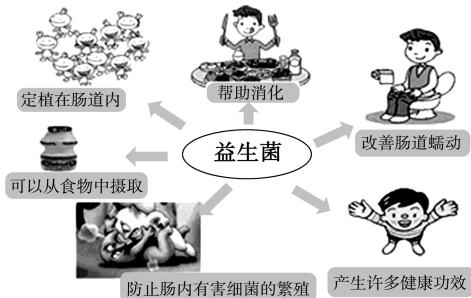 定植在肠道内
帮助消化
改善肠道蠕动
益生菌
可以从食物中摄取
防止肠内有害细菌的繁殖
产生许多健康功效